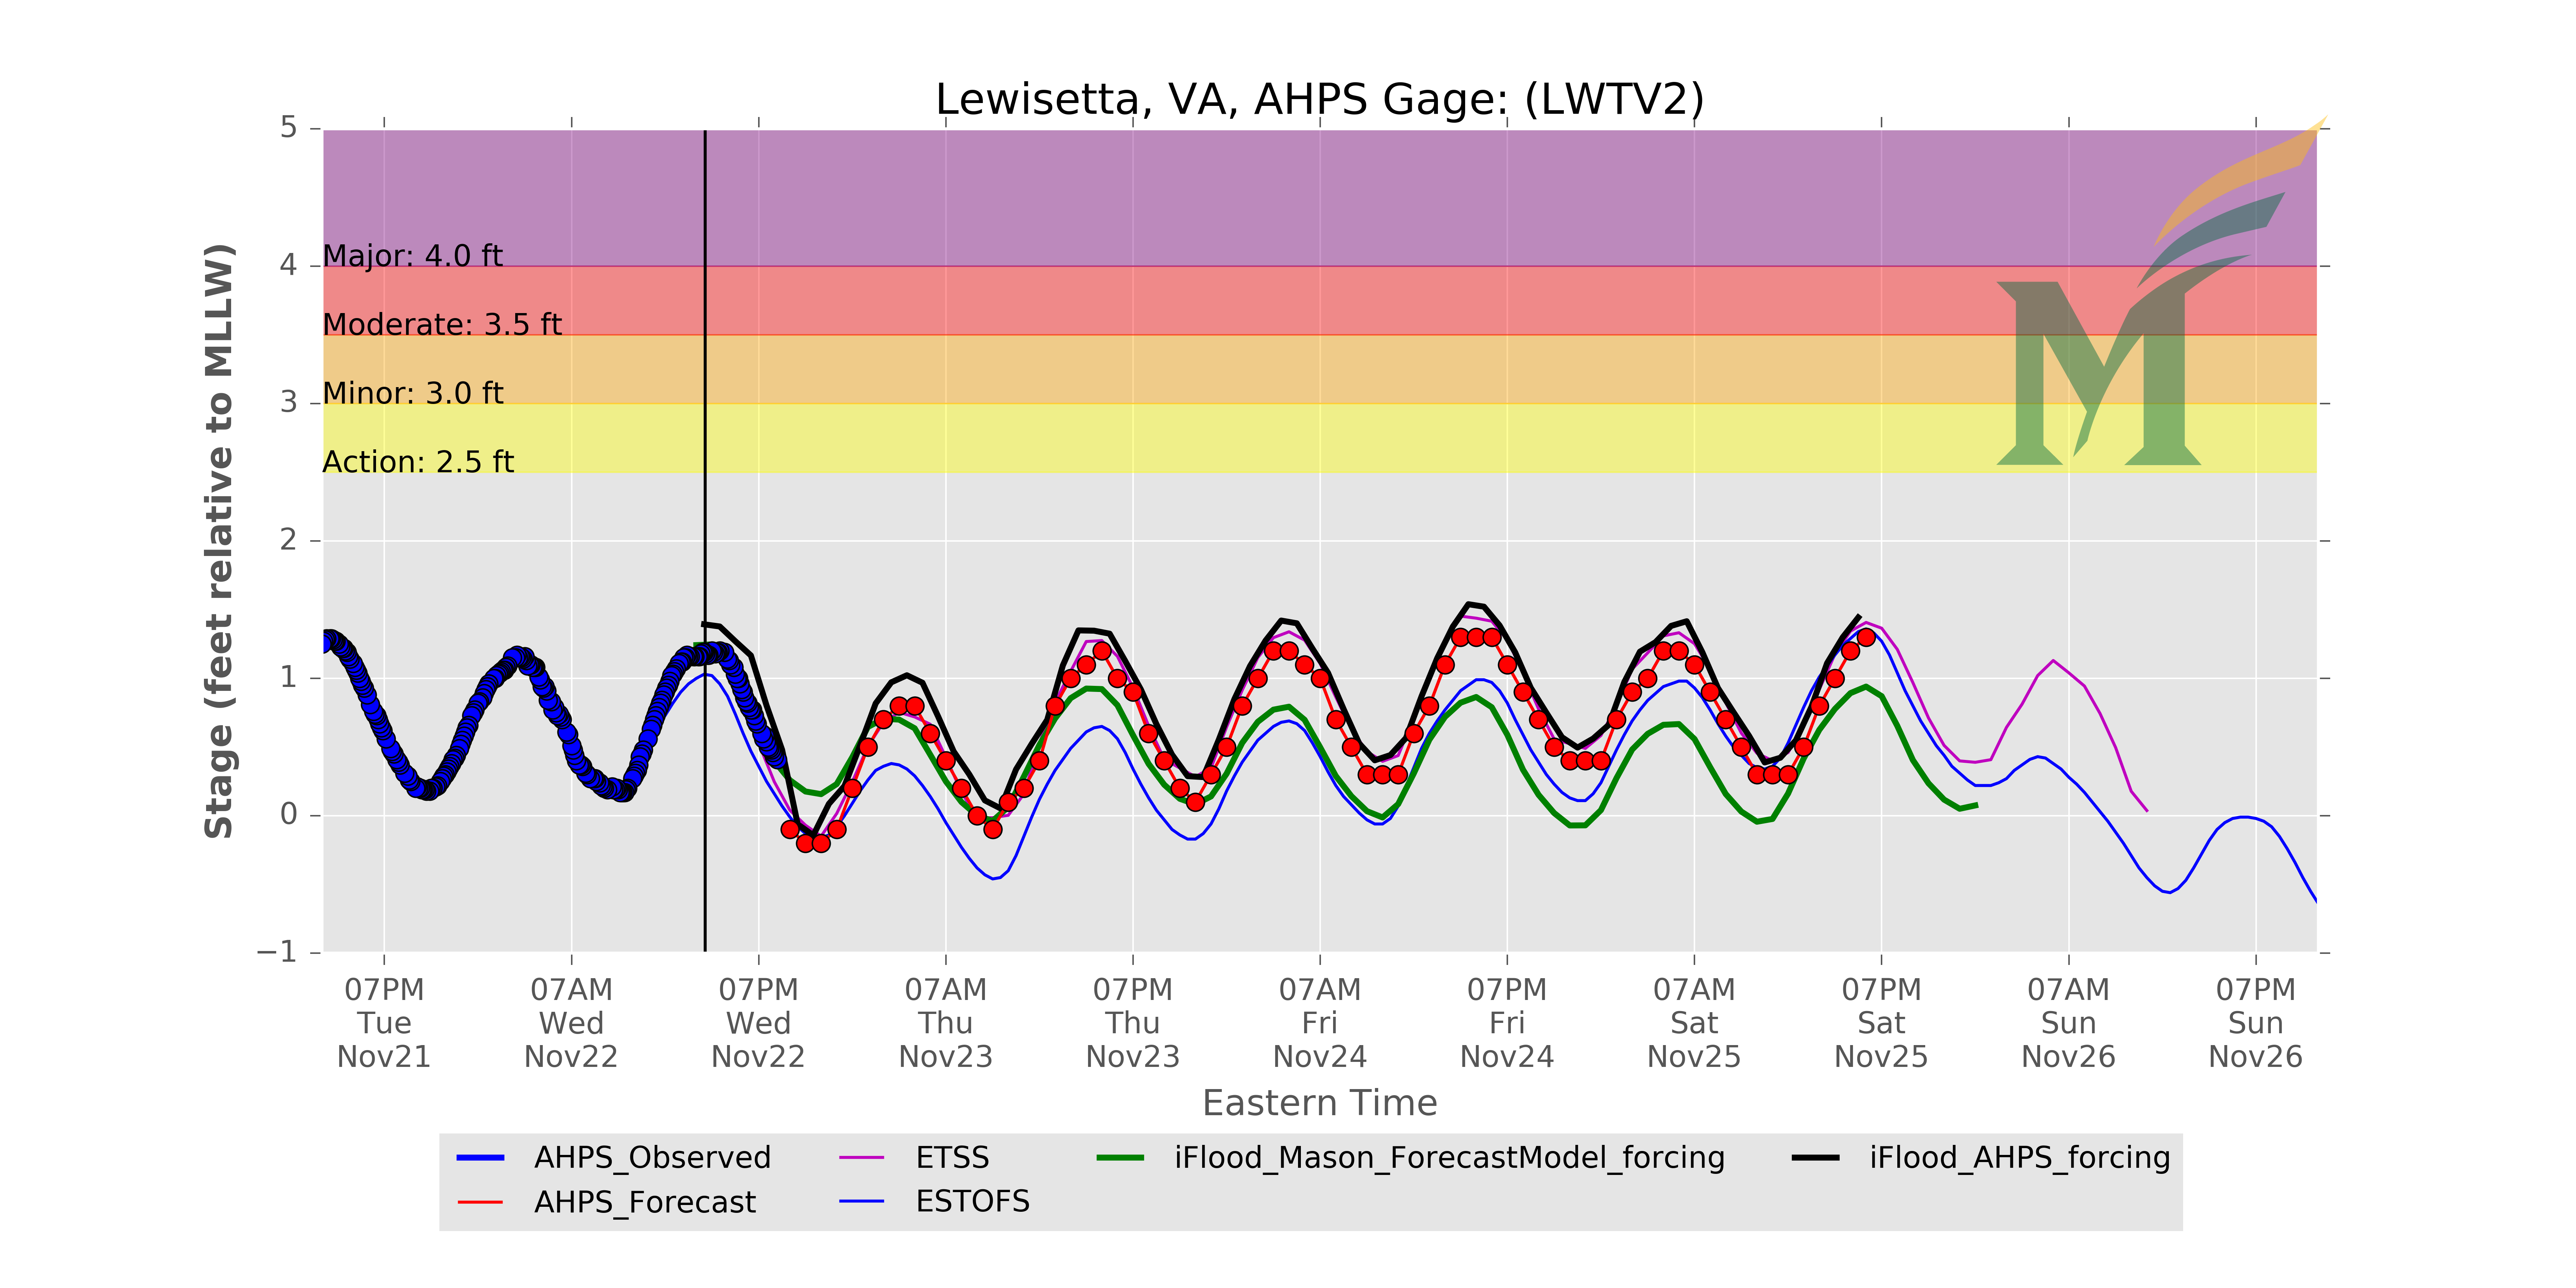 Lewisetta, VA, AHPS Gage: (LWTV2)
Stage (feet relative to MLLW)
5
4
3
2
1
0
−1
Major: 4.0 ft
Moderate: 3.5 ft
Minor: 3.0 ft
Action: 2.5 ft
M
07PM 07AM 07PM 07AM 07PM 07AM 07PM 07AM 07PM 07AM 07PM
Tue Wed Wed Thu Thu Fri Fri Sat Sat Sun Sun
Nov21 Nov22 Nov22 Nov23 Nov23 Nov24 Nov24 Nov25 Nov25 Nov26 Nov26
Eastern Time
AHPS_Observed ETSS iFlood_Mason_ForecastModel_forcing iFlood_AHPS_forcing
AHPS_Forecast ESTOFS